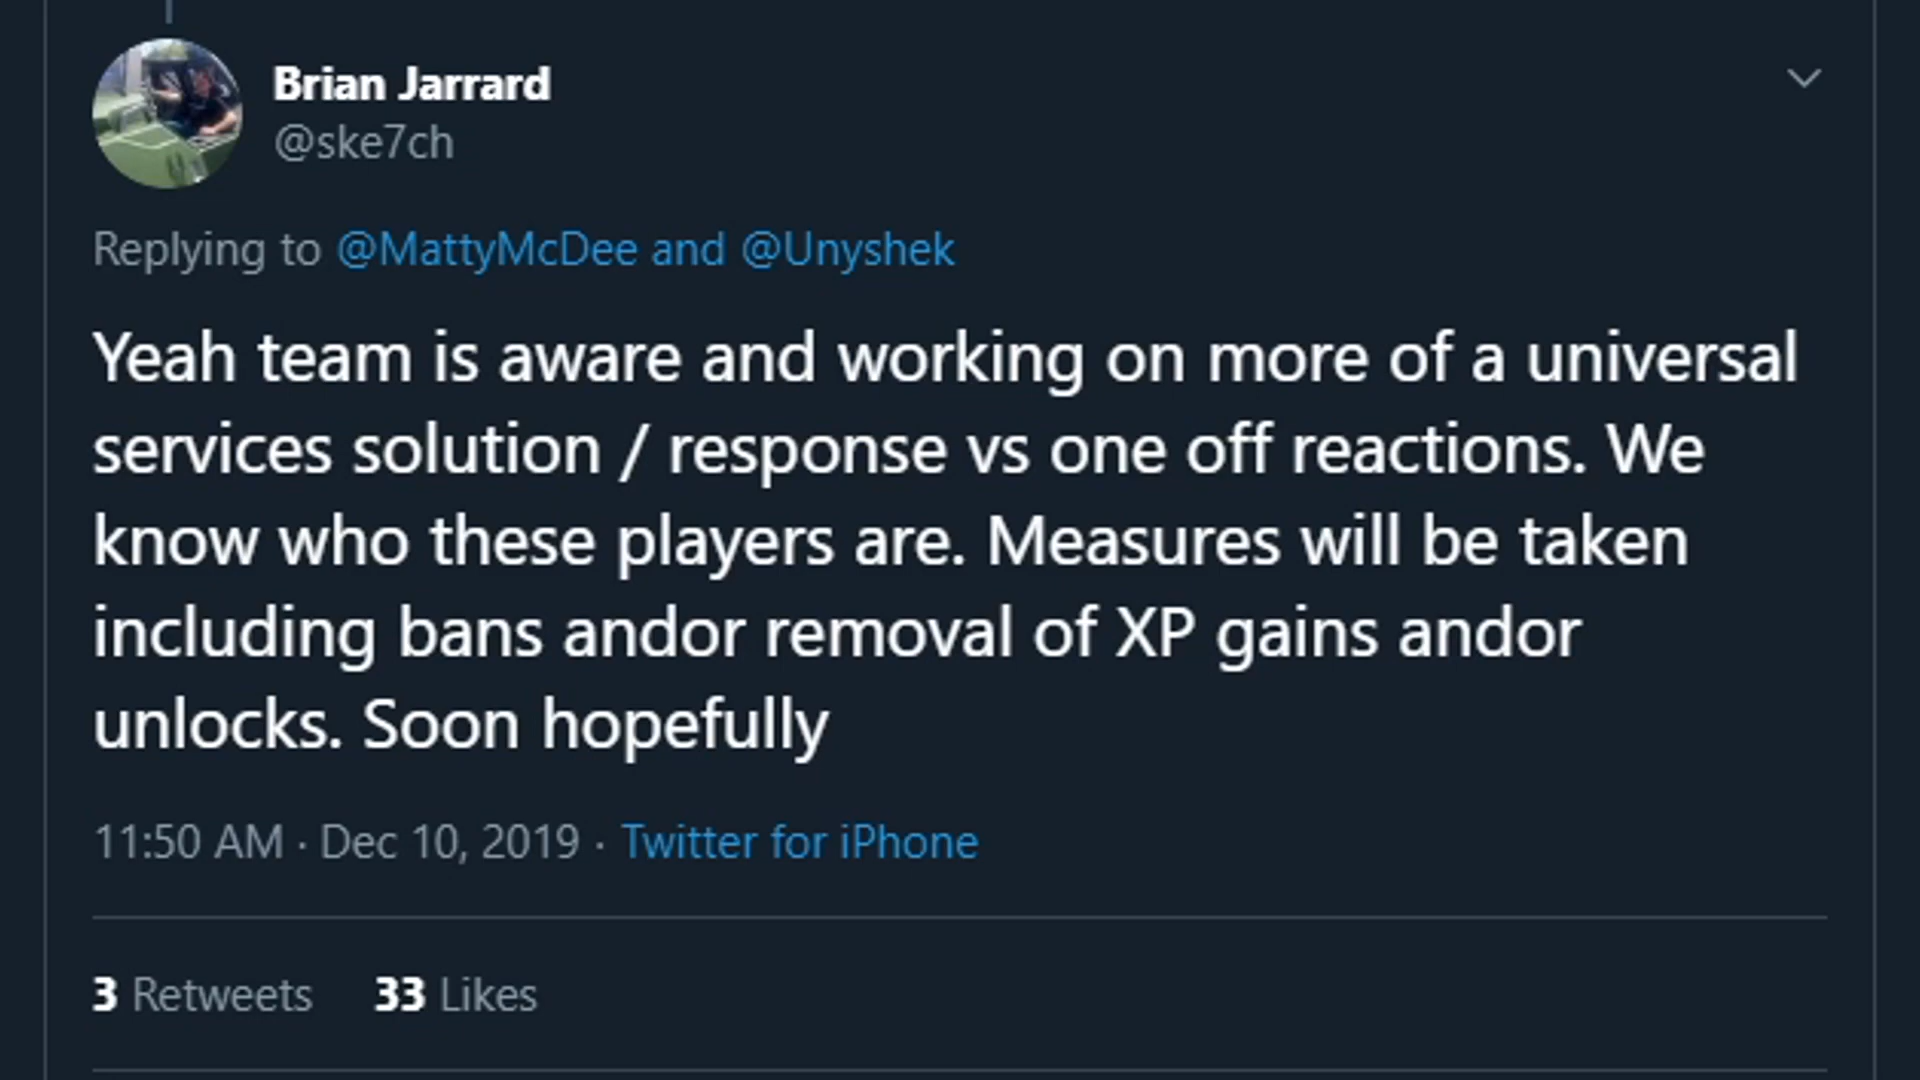 Brian Jarrard
@ske7ch
Replying to @MattyMcDee and @Unyshek
Yeah team is aware and working on more of a universal
services solution / response vs one off reactions. We
know who these players are. Measures will be taken
including bans andor removal of XP gains andor
unlocks. Soon hopefully
11:50 AM · Dec 10, 2019 · Twitter for iPhone
3 Retweets 33 Likes